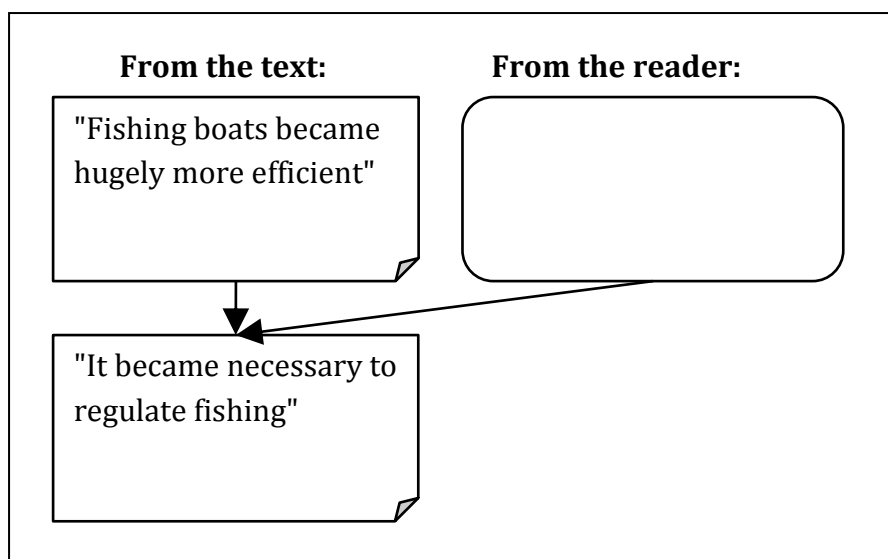 From the text:
From the reader:
"Fishing boats became
hugely more efficient"
"It became necessary to
regulate fishing"